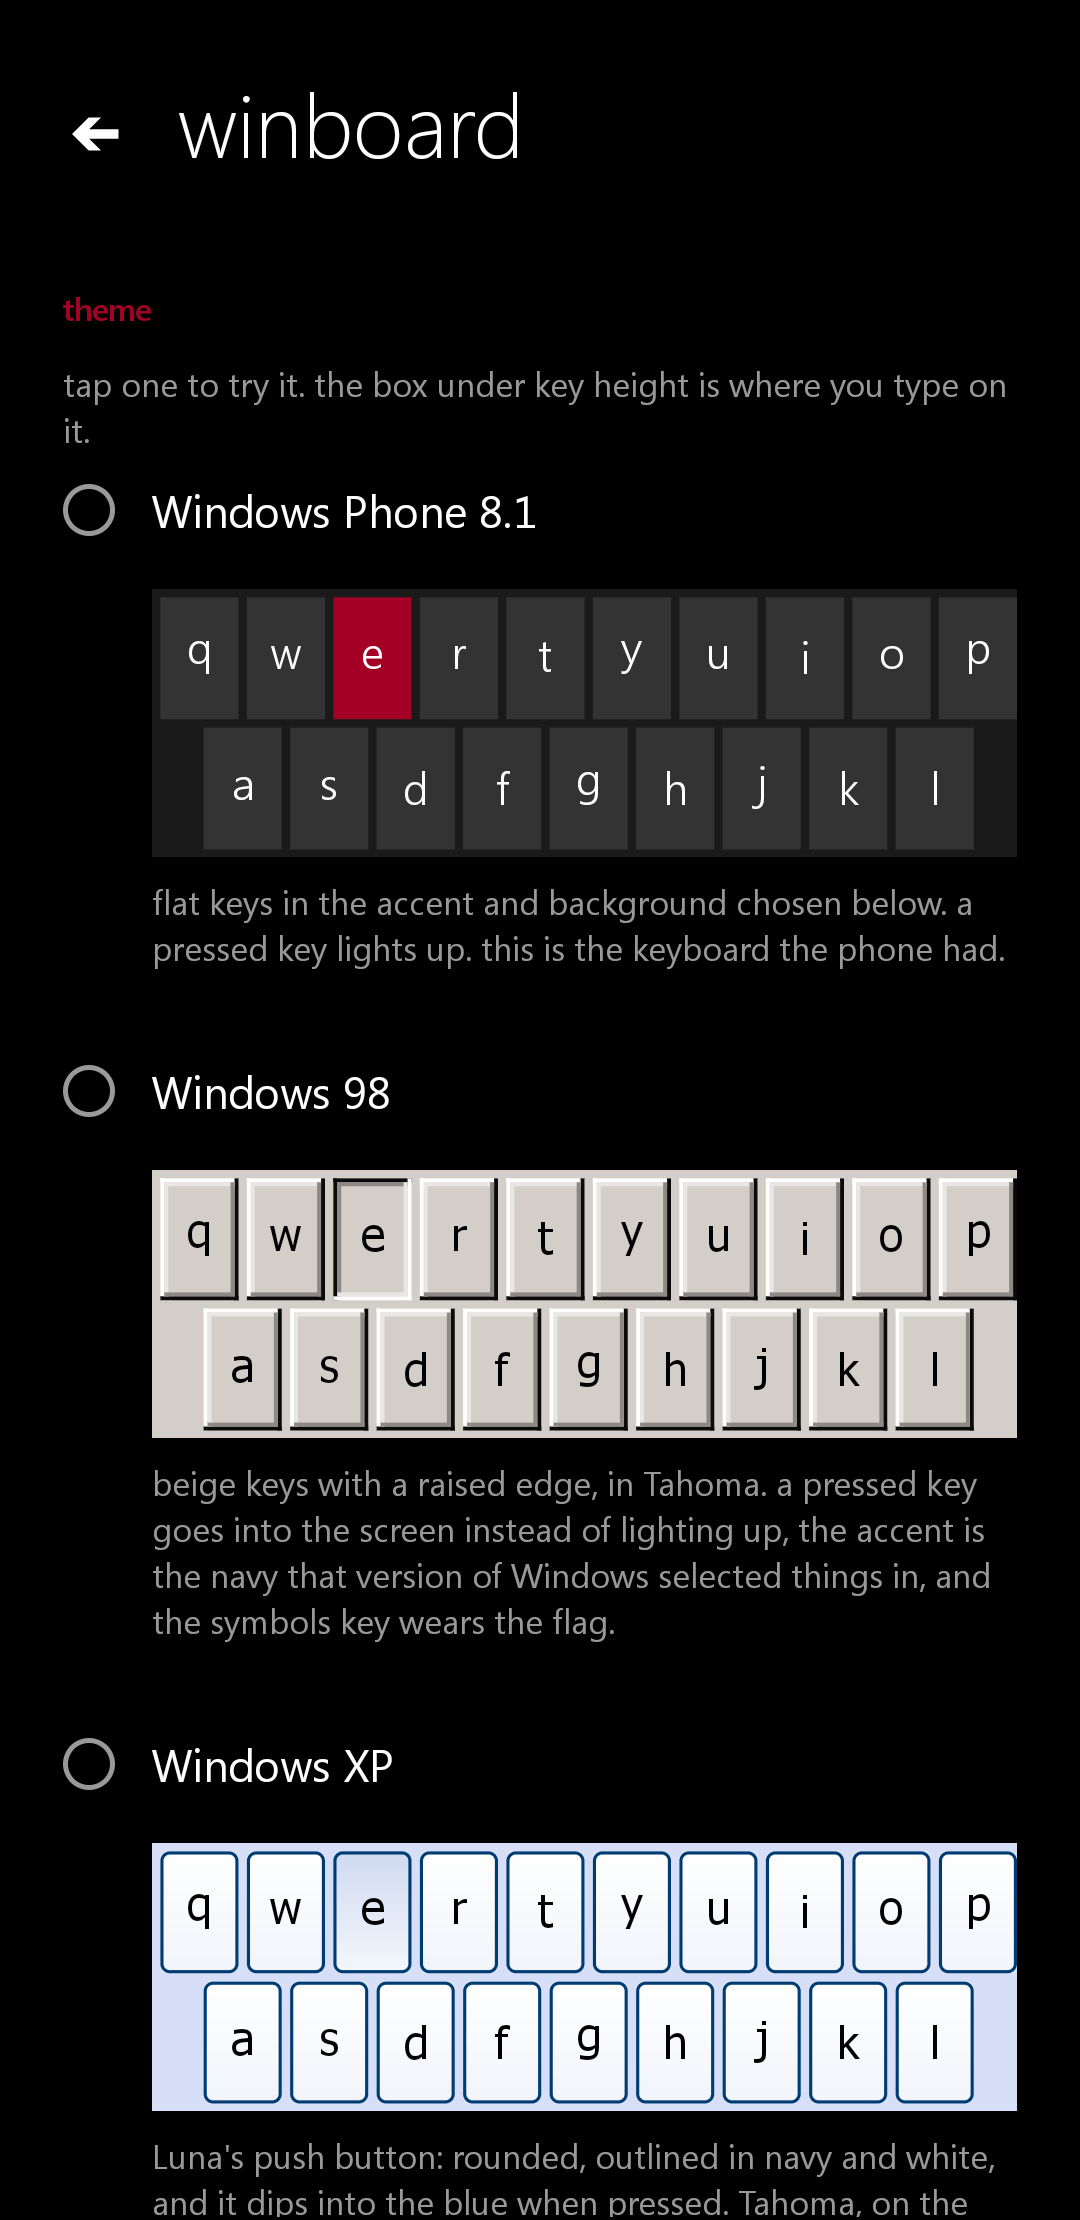 winboard
theme
tap one to try it. the box under key height is where you type on
it.
Windows Phone 8.1
q w e r t y u i o p
a s d f g h j k l
flat keys in the accent and background chosen below. a
pressed key lights up. this is the keyboard the phone had.
Windows 98
q w e r t y u i o p
a s d f g h j k l
beige keys with a raised edge, in Tahoma. a pressed key
goes into the screen instead of lighting up, the accent is
the navy that version of Windows selected things in, and
the symbols key wears the flag.
Windows XP
q w e r t y u i o p
a s d f g h j k l
Luna's push button: rounded, outlined in navy and white,
and it dips into the blue when pressed. Tahoma, on the